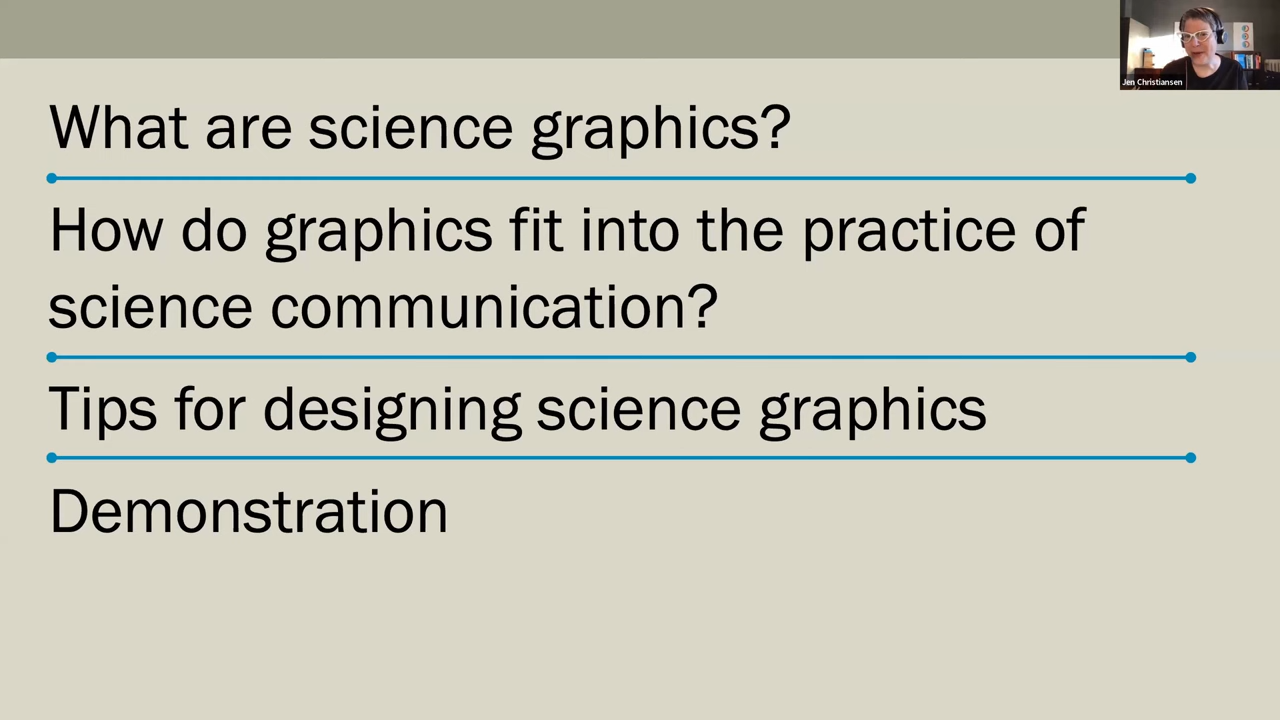 Jen Christiansen
What are science graphics?
How do graphics fit into the practice of
science communication?
Tips for designing science graphics
Demonstration